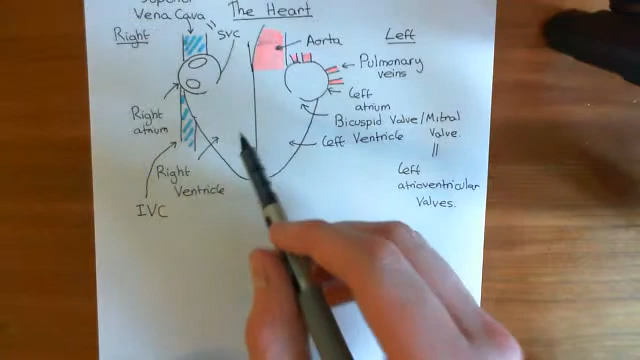 The Heart
Superior
Vena Cava
"
SVC
Right
Aorta
Left
Pulmonary
veins
Left
atrium
Right
atrium
Bicuspid Valve/Mitral
Valve.
Left Ventricle
"
Left
atrioventricular
Valves.
Right
Ventricle
IVC